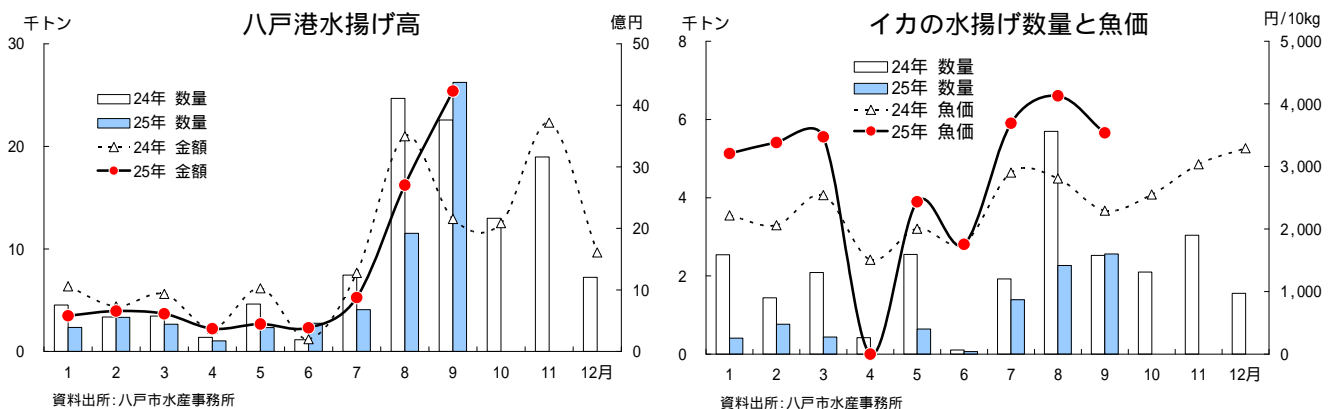 八戸港水揚げ高
千トン
億円
30
20
10
0
50
40
30
20
10
0
24年 数量
25年 数量
24年 金額
25年 金額
1 2 3 4 5 6 7 8 9 10 11 12月
資料出所:八戸市水産事務所
イカの水揚げ数量と魚価
千トン
円/10kg
8
6
4
2
0
5,000
4,000
3,000
2,000
1,000
0
24年 数量
25年 数量
24年 魚価
25年 魚価
1 2 3 4 5 6 7 8 9 10 11 12月
資料出所:八戸市水産事務所